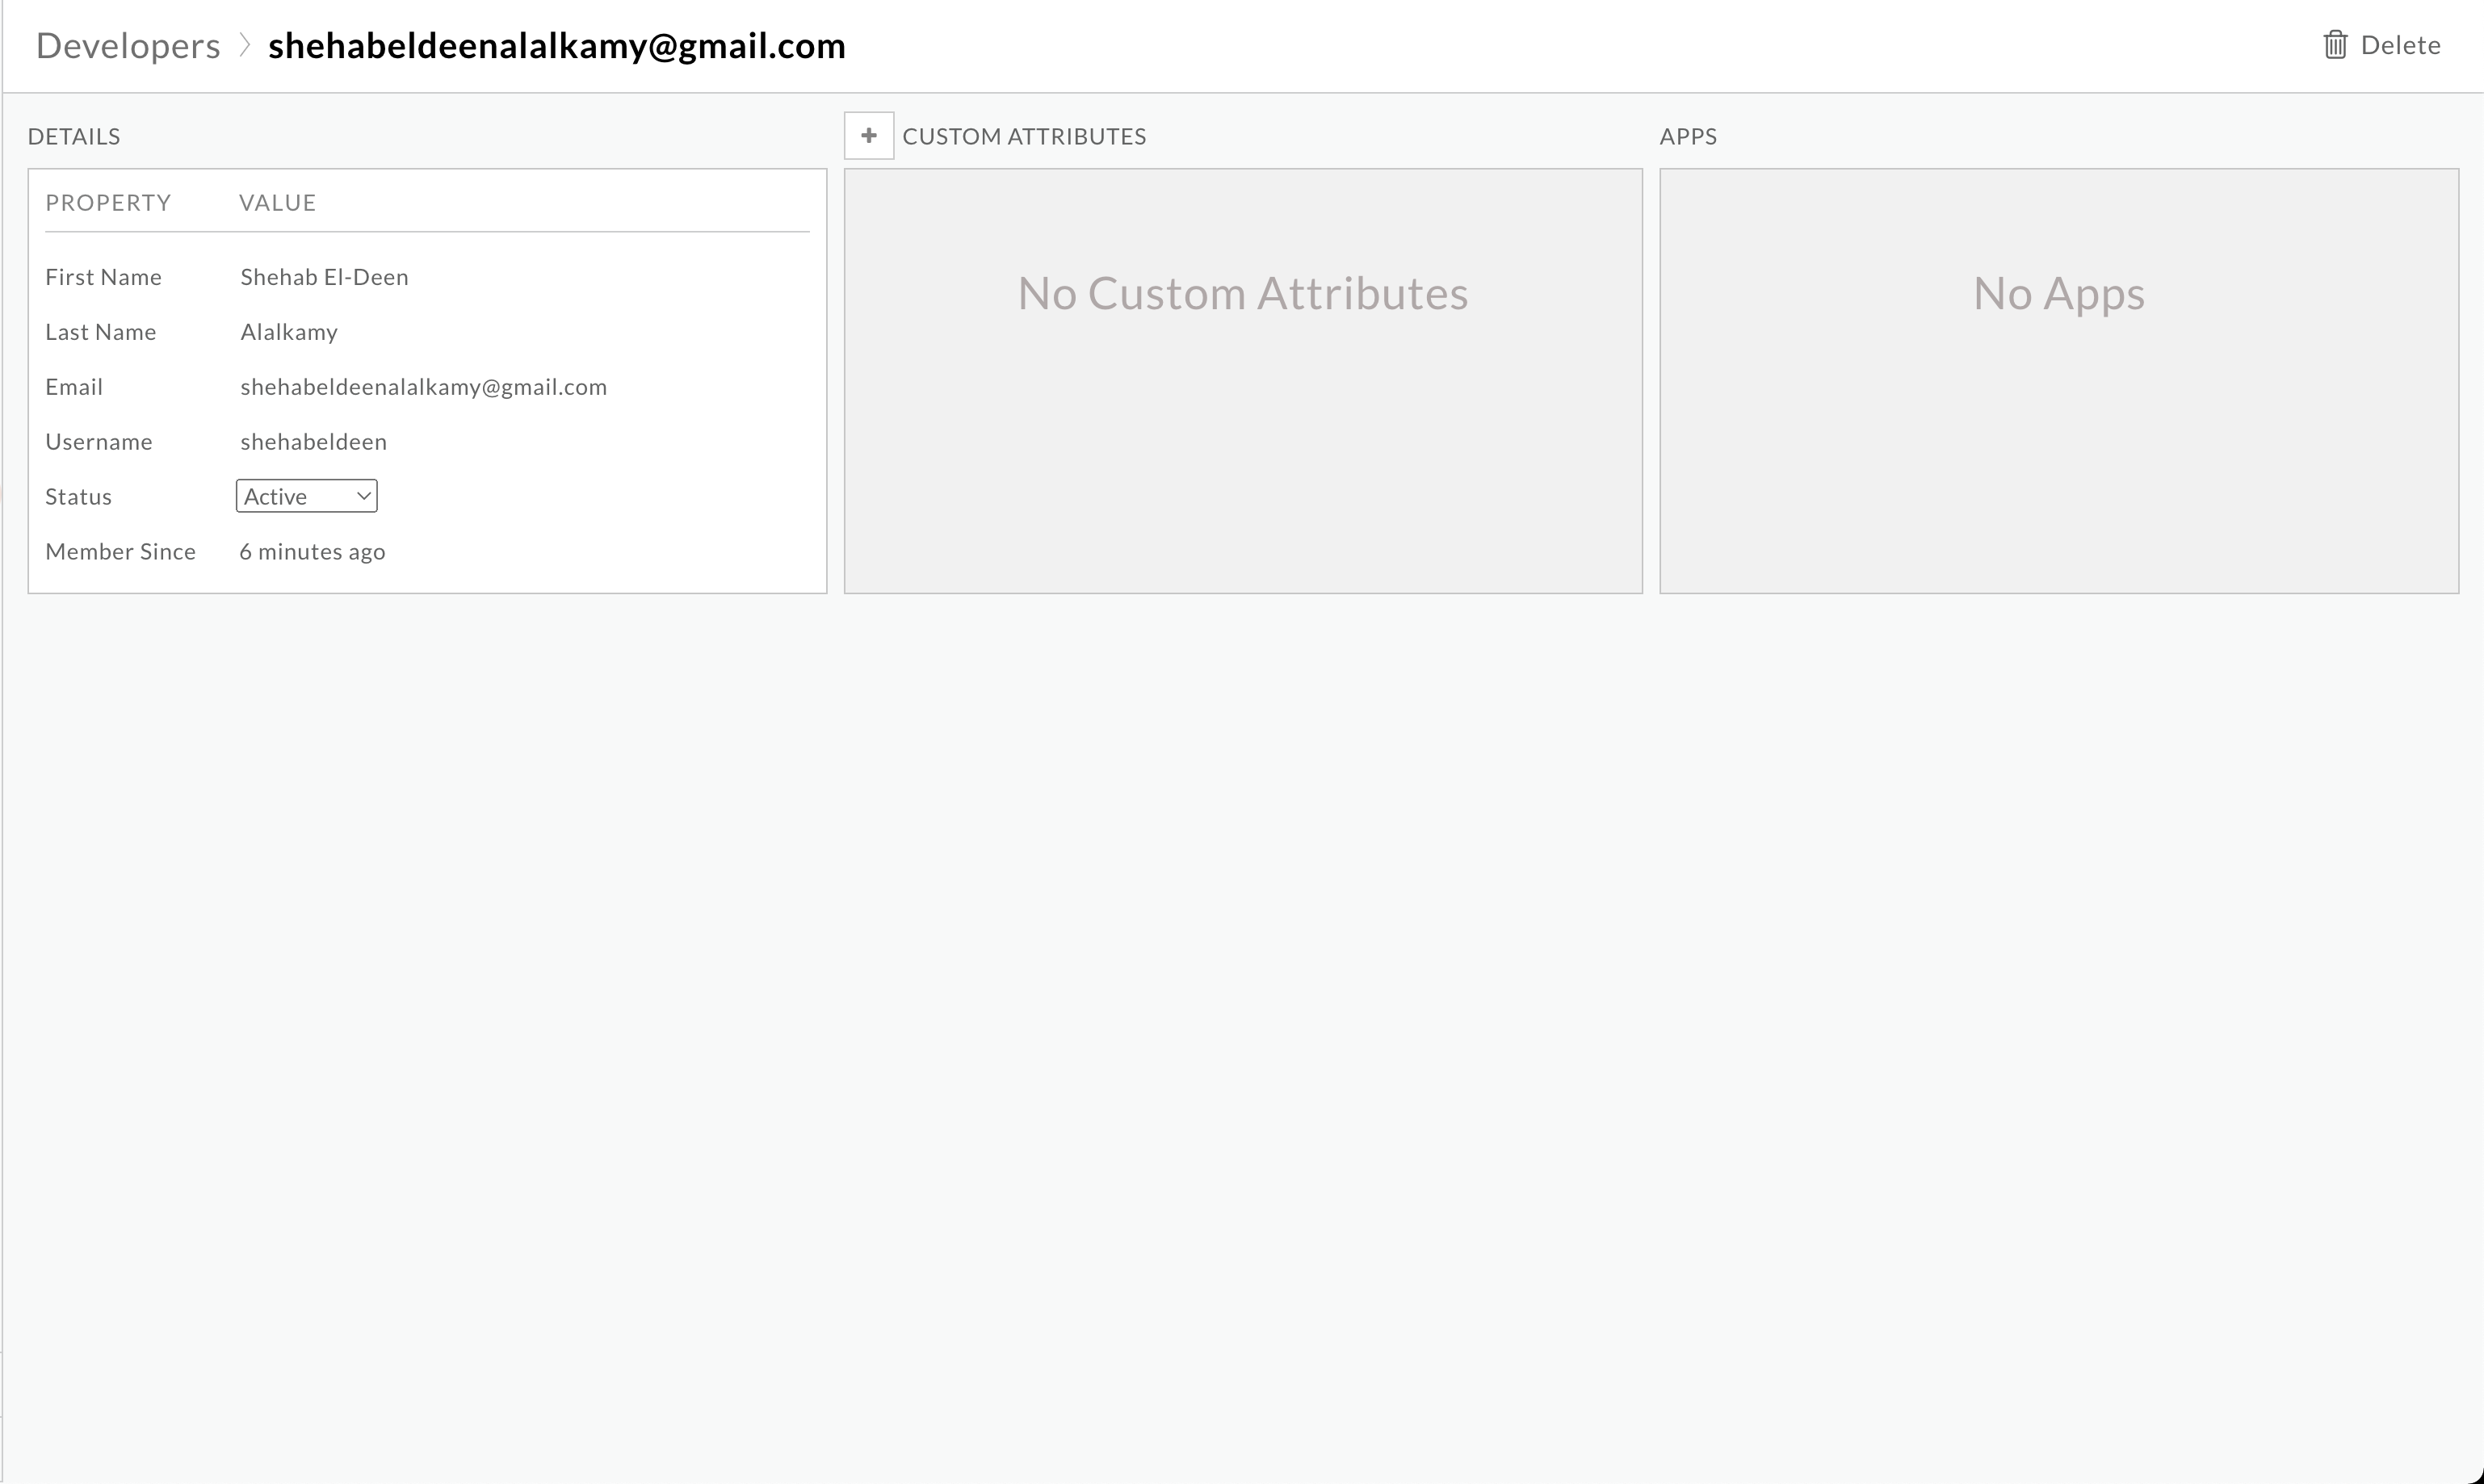 Developers shehabeldeenalalkamy@gmail.com Delete
DETAILS
PROPERTY VALUE
First Name Shehab El-Deen
Last Name Alalkamy
Email shehabeldeenalalkamy@gmail.com
Username shehabeldeen
Status Active
Member Since 6 minutes ago
+ CUSTOM ATTRIBUTES
No Custom Attributes
APPS
No Apps